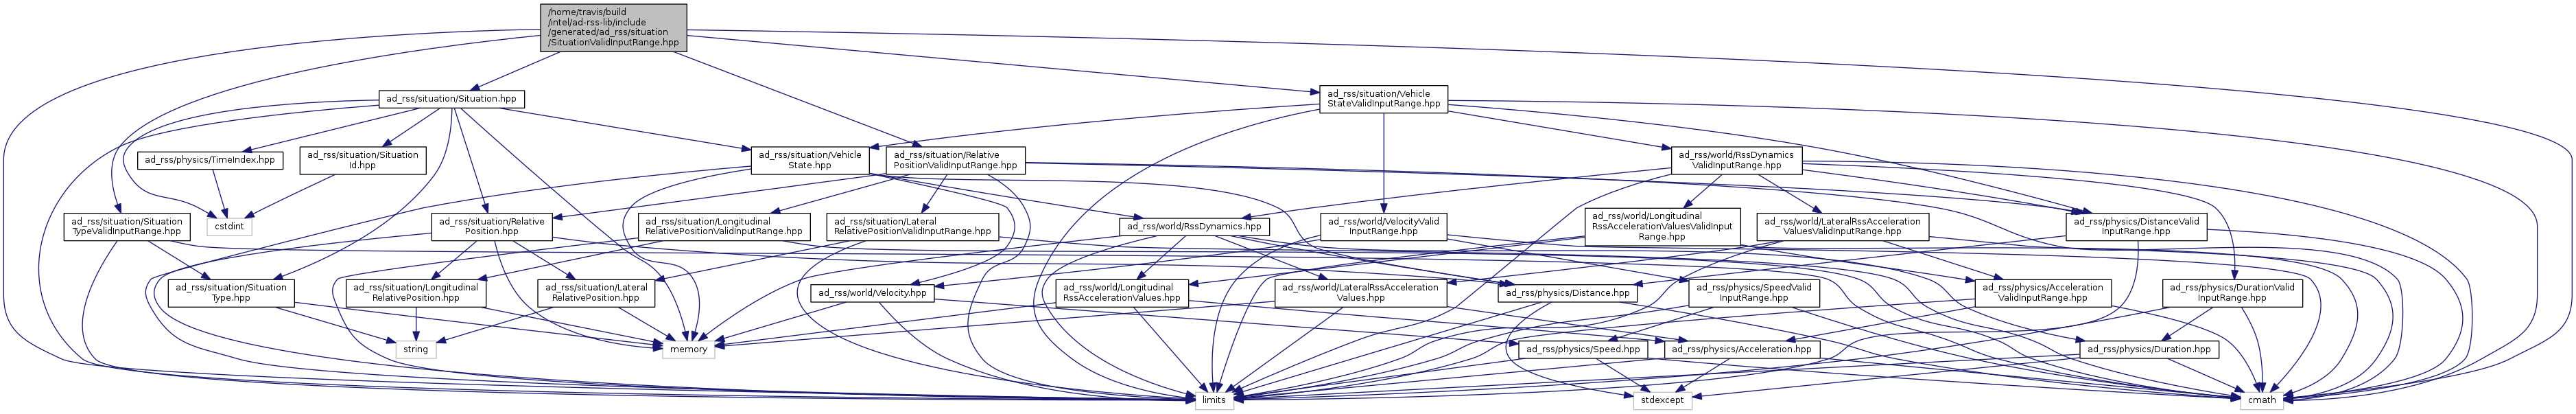 /home/travis/build
/intel/ad-rss-lib/include
/generated/ad_rss/situation
/SituationValidInputRange.hpp
ad_rss/situation/Situation.hpp
ad_rss/situation/Vehicle
StateValidInputRange.hpp
ad_rss/physics/TimeIndex.hpp
ad_rss/situation/Situation
Id.hpp
ad_rss/situation/Vehicle
State.hpp
ad_rss/situation/Relative
PositionValidInputRange.hpp
ad_rss/world/RssDynamics
ValidInputRange.hpp
ad_rss/situation/Situation
TypeValidInputRange.hpp
cstdint
ad_rss/situation/Relative
Position.hpp
ad_rss/situation/Longitudinal
RelativePositionValidInputRange.hpp
ad_rss/situation/Lateral
RelativePositionValidInputRange.hpp
ad_rss/world/RssDynamics.hpp
ad_rss/world/VelocityValid
InputRange.hpp
ad_rss/world/Longitudinal
RssAccelerationValuesValidInput
Range.hpp
ad_rss/world/LateralRssAcceleration
ValuesValidInputRange.hpp
ad_rss/physics/DistanceValid
InputRange.hpp
ad_rss/situation/Situation
Type.hpp
ad_rss/situation/Longitudinal
RelativePosition.hpp
ad_rss/situation/Lateral
RelativePosition.hpp
ad_rss/world/Velocity.hpp
ad_rss/world/Longitudinal
RssAccelerationValues.hpp
ad_rss/world/LateralRssAcceleration
Values.hpp
ad_rss/physics/Distance.hpp
ad_rss/physics/SpeedValid
InputRange.hpp
ad_rss/physics/Acceleration
ValidInputRange.hpp
ad_rss/physics/DurationValid
InputRange.hpp
string
memory
ad_rss/physics/Speed.hpp
ad_rss/physics/Acceleration.hpp
ad_rss/physics/Duration.hpp
limits
stdexcept
cmath